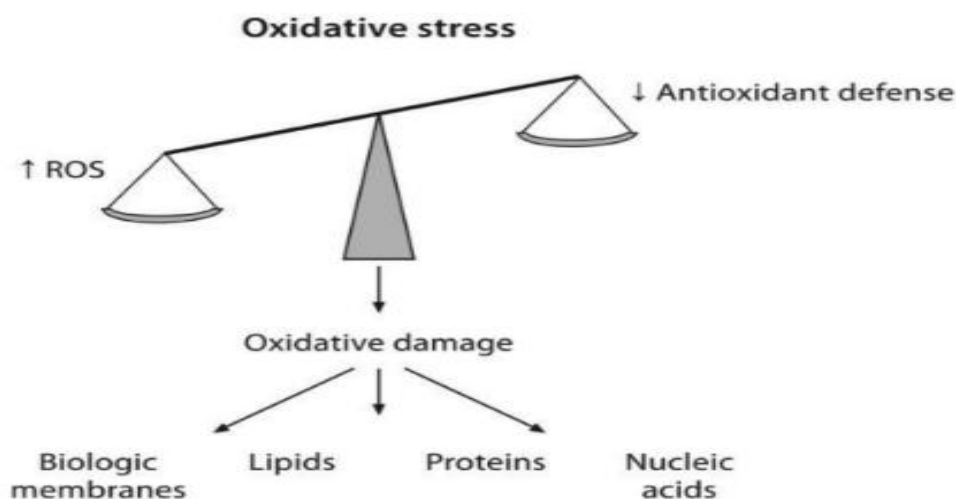 Oxidative stress
↓ Antioxidant defense
↑ ROS
Oxidative damage
Biologic membranes
Lipids
Proteins
Nucleic acids